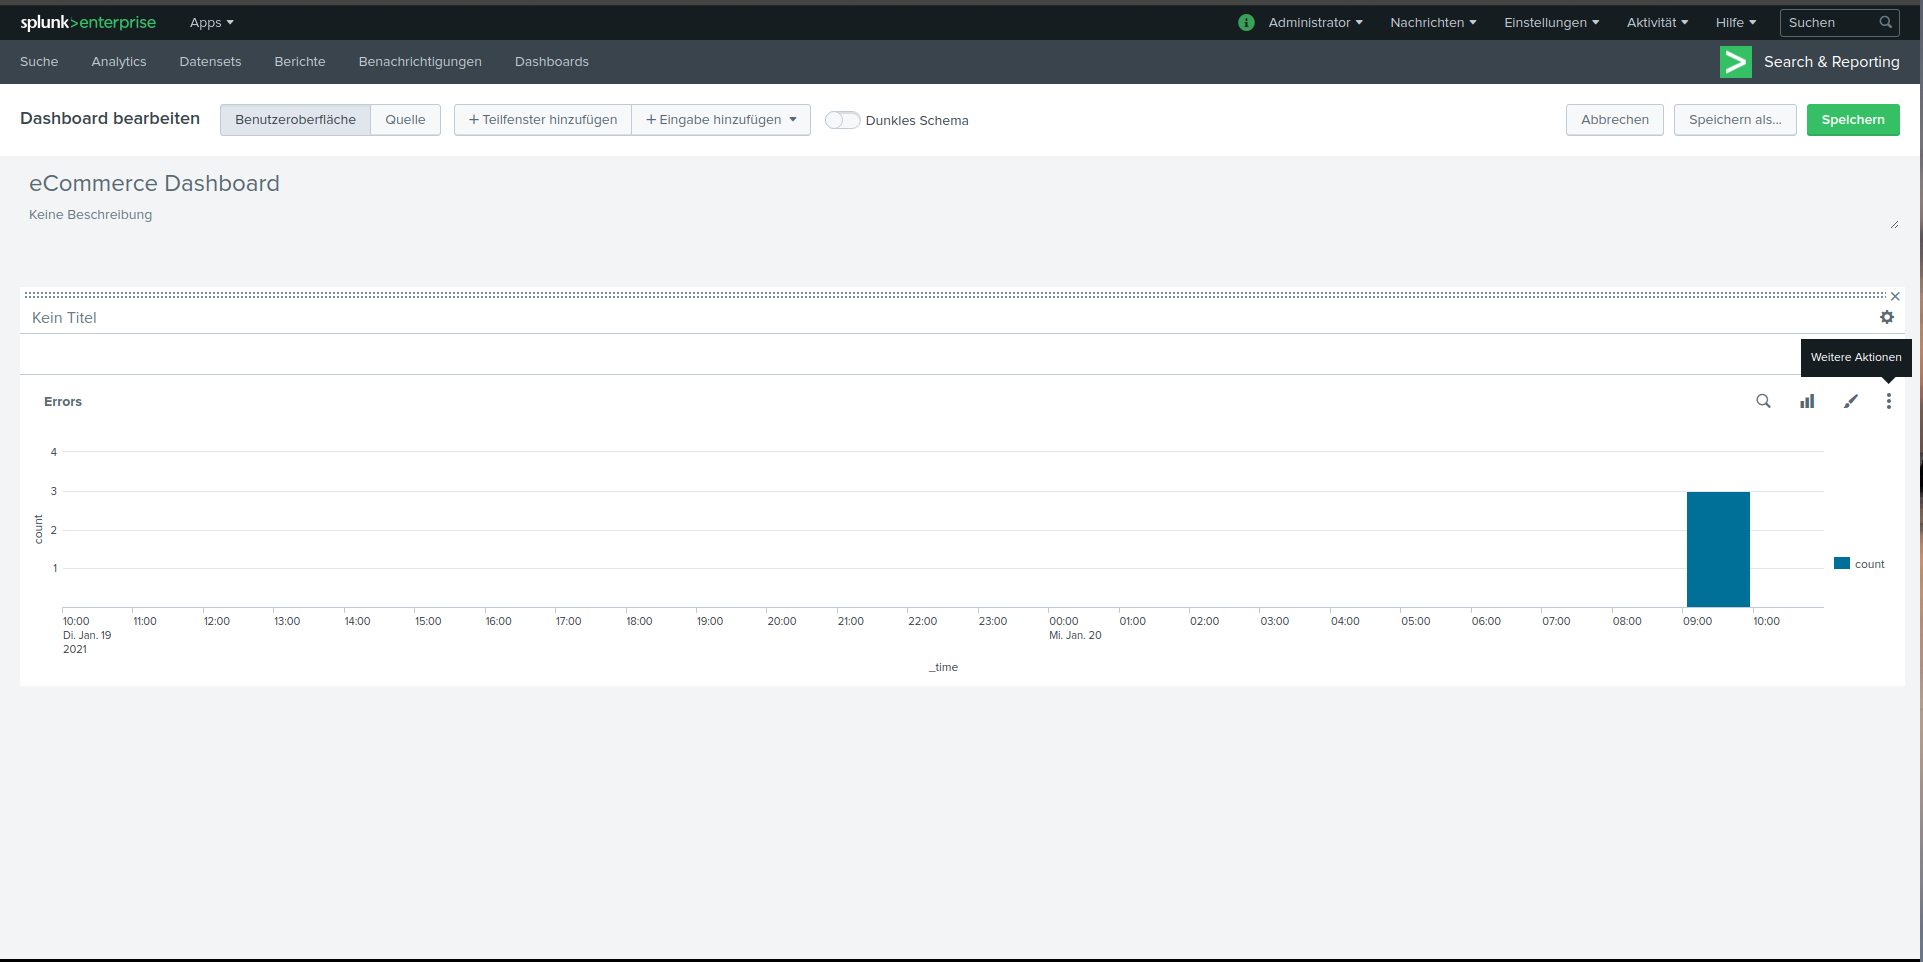 splunk>enterprise Apps Administrator Nachrichten Einstellungen Aktivität Hilfe Suchen
Suche Analytics Datensets Berichte Benachrichtigungen Dashboards Search & Reporting
Dashboard bearbeiten Benutzeroberfläche Quelle + Teilfenster hinzufügen + Eingabe hinzufügen Dunkles Schema Abbrechen Speichern als... Speichern
eCommerce Dashboard
Keine Beschreibung
Kein Titel
Weitere Aktionen
Errors
4
3
2
1
count
count
10:00 11:00 12:00 13:00 14:00 15:00 16:00 17:00 18:00 19:00 20:00 21:00 22:00 23:00 00:00 01:00 02:00 03:00 04:00 05:00 06:00 07:00 08:00 09:00 10:00
Di. Jan. 19 Mi. Jan. 20
2021
_time